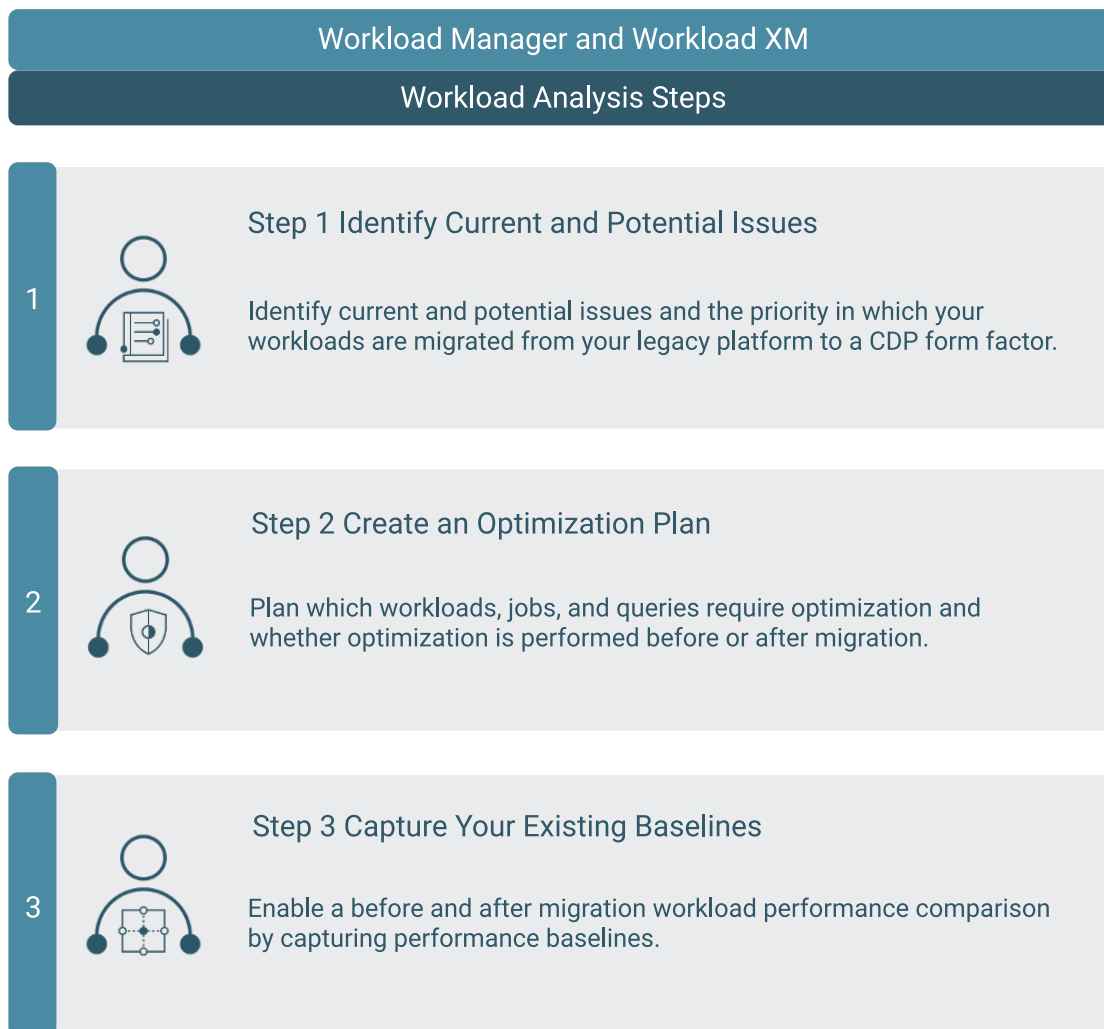 Workload Manager and Workload XM
Workload Analysis Steps
1
Step 1 Identify Current and Potential Issues
Identify current and potential issues and the priority in which your
workloads are migrated from your legacy platform to a CDP form factor.
2
Step 2 Create an Optimization Plan
Plan which workloads, jobs, and queries require optimization and
whether optimization is performed before or after migration.
3
Step 3 Capture Your Existing Baselines
Enable a before and after migration workload performance comparison
by capturing performance baselines.